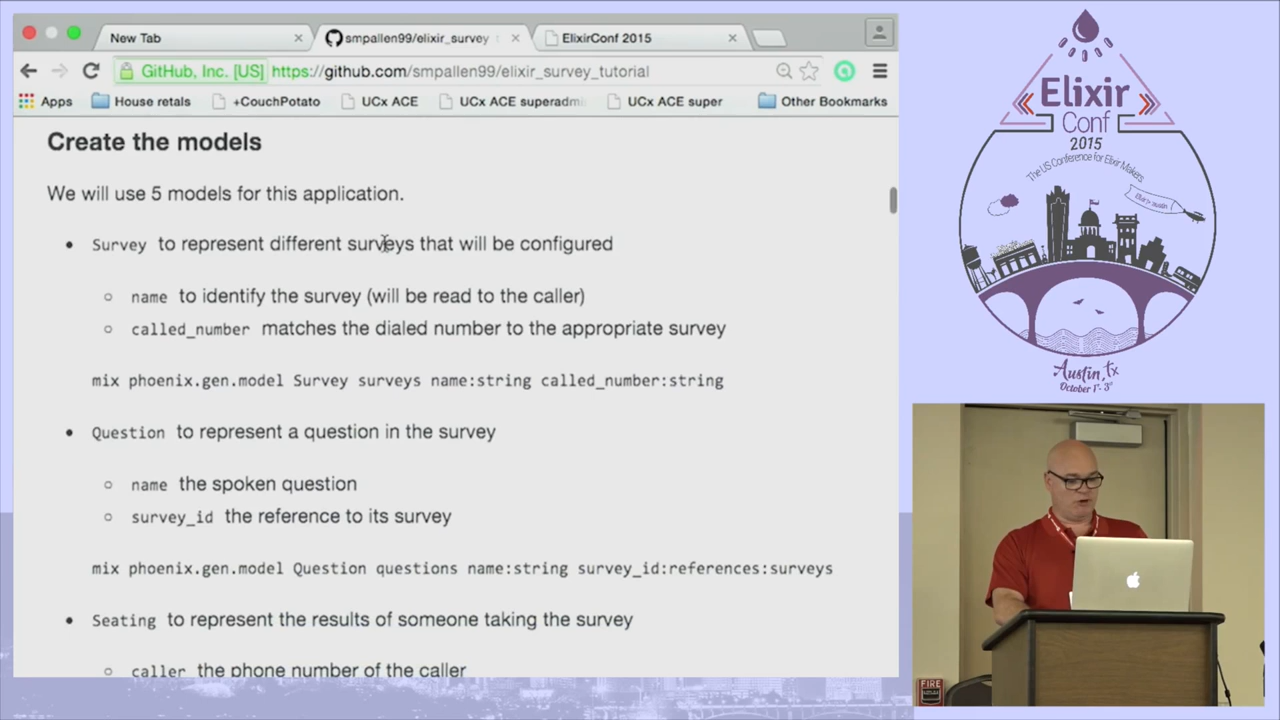 New Tab
smpallen99/elixir_survey
ElixirConf 2015
GitHub, Inc. [US] https://github.com/smpallen99/elixir_survey_tutorial
Apps House retals +CouchPotato UCx ACE UCx ACE superadmi UCx ACE super Other Bookmarks
Create the models
We will use 5 models for this application.
Survey to represent different surveys that will be configured
name to identify the survey (will be read to the caller)
called_number matches the dialed number to the appropriate survey
mix phoenix.gen.model Survey surveys name:string called_number:string
Question to represent a question in the survey
name the spoken question
survey_id the reference to its survey
mix phoenix.gen.model Question questions name:string survey_id:references:surveys
Seating to represent the results of someone taking the survey
caller the phone number of the caller
Elixir
Conf
2015
The US Conference for Elixir Makers
Austin, Tx
October 1st - 3rd
FIRE